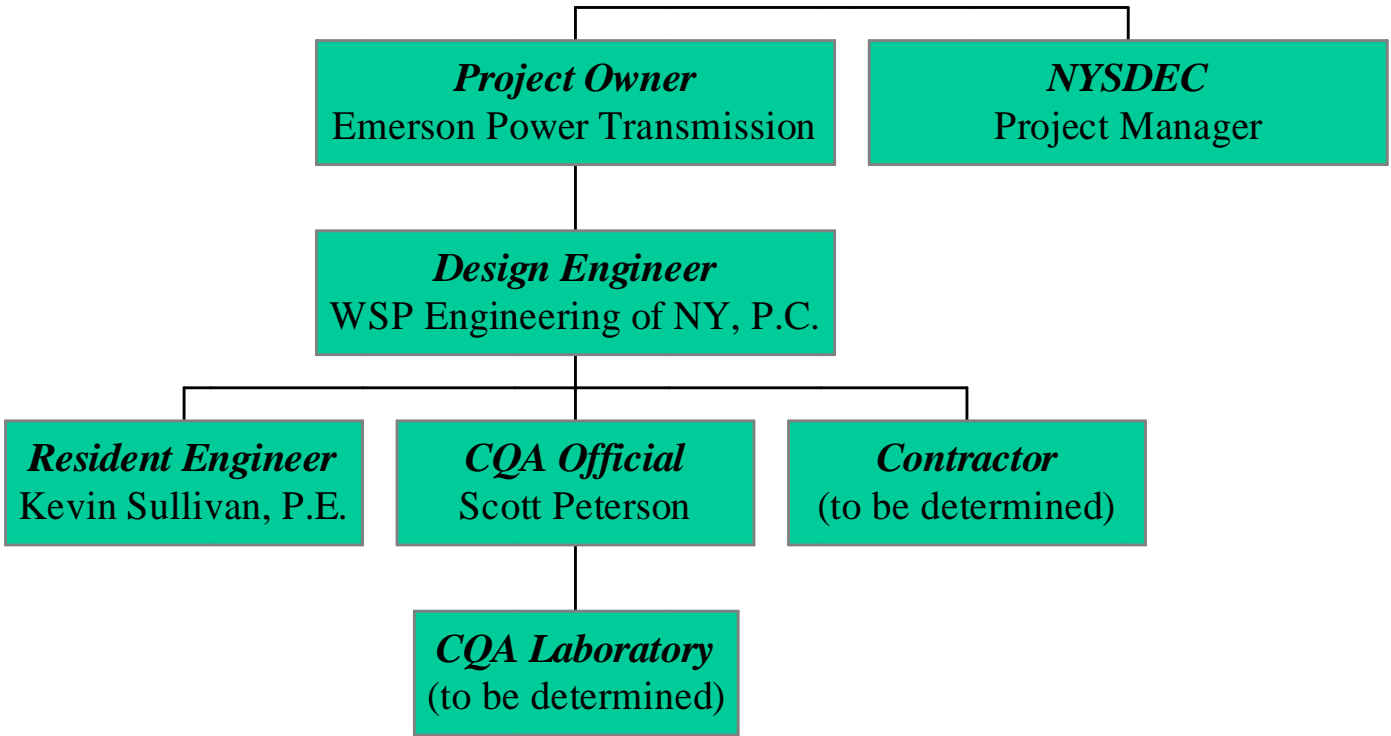 Project Owner
Emerson Power Transmission
NYSDEC
Project Manager
Design Engineer
WSP Engineering of NY, P.C.
Resident Engineer
Kevin Sullivan, P.E.
CQA Official
Scott Peterson
Contractor
(to be determined)
CQA Laboratory
(to be determined)